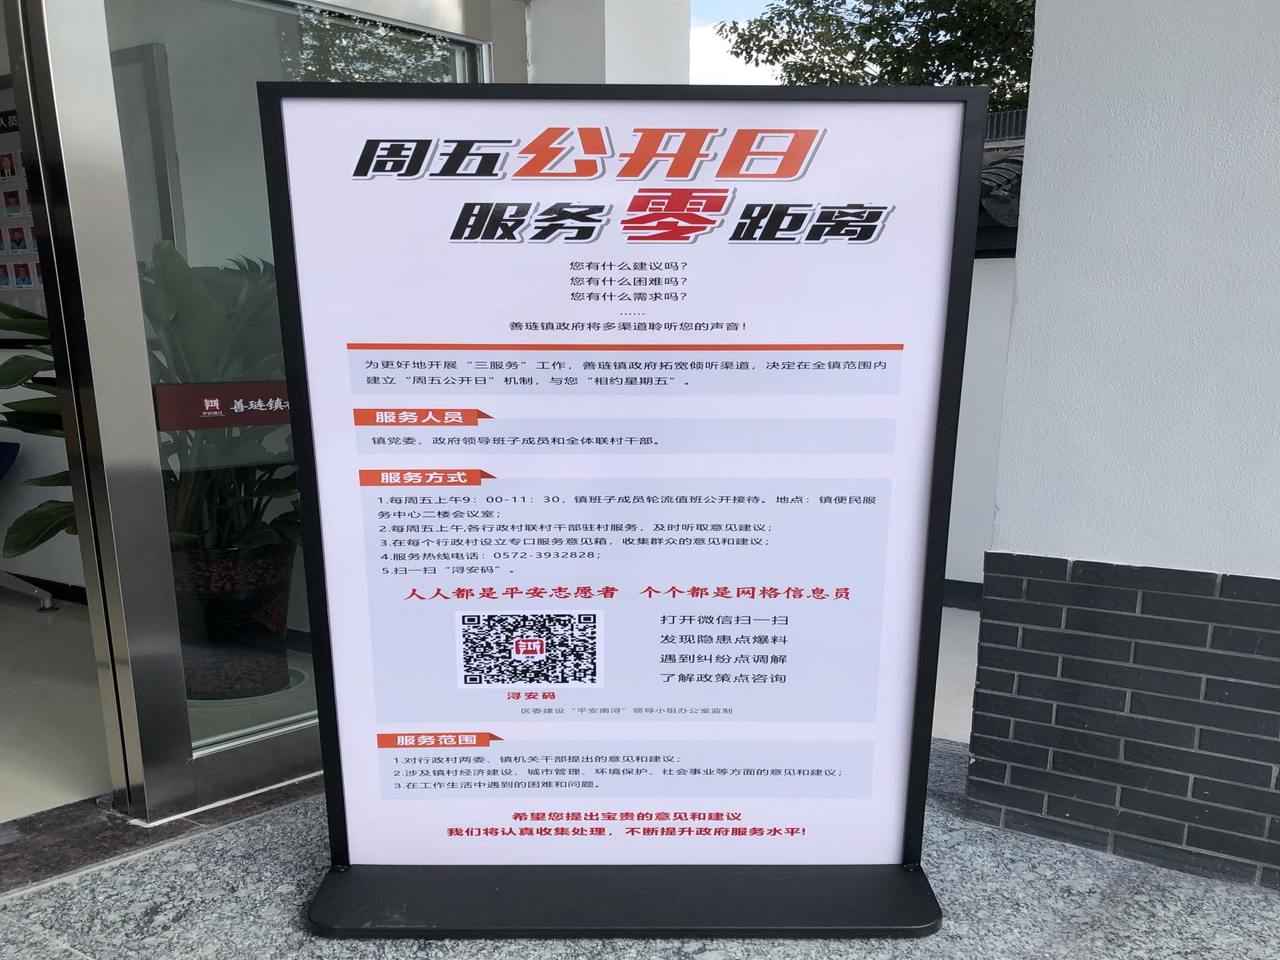 周五公开日
服务零距离
您有什么建议吗？
您有什么困难吗？
您有什么需求吗？
……
善琏镇政府将多渠道聆听您的声音！
为更好地开展“三服务”工作，善琏镇政府拓宽倾听渠道，决定在全镇范围内
建立“周五公开日”机制，与您“相约星期五”。
服务人员
镇党委、政府领导班子成员和全体联村干部。
服务方式
1.每周五上午9：00-11：30，镇班子成员轮流值班公开接待。地点：镇便民服
务中心二楼会议室；
2.每周五上午,各行政村联村干部驻村服务，及时听取意见建议；
3.在每个行政村设立专口服务意见箱，收集群众的意见和建议；
4.服务热线电话：0572-3932828；
5.扫一扫“浔安码”。
人人都是平安志愿者 个个都是网格信息员
打开微信扫一扫
发现隐患点爆料
遇到纠纷点调解
了解政策点咨询
浔安码
区委建设“平安南浔”领导小组办公室监制
服务范围
1.对行政村两委、镇机关干部提出的意见和建议；
2.涉及镇村经济建设、城市管理、环境保护、社会事业等方面的意见和建议；
3.在工作生活中遇到的困难和问题。
希望您提出宝贵的意见和建议
我们将认真收集处理，不断提升政府服务水平！
善琏镇
人员